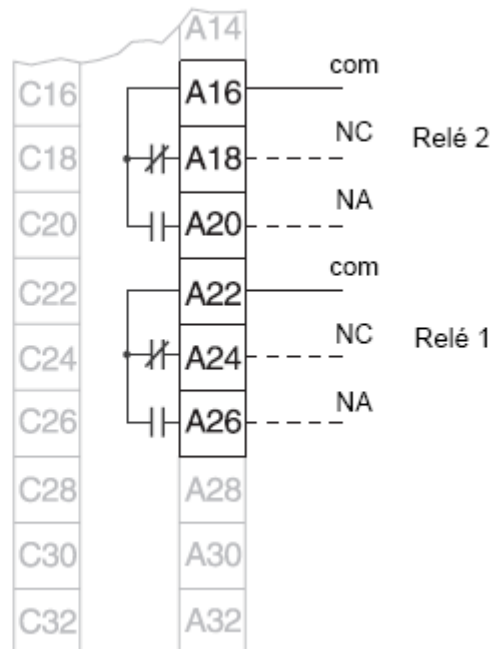 A14
com
C16 A16
NC
C18 A18 Relé 2
NA
C20 A20
com
C22 A22
NC
C24 A24 Relé 1
NA
C26 A26
C28 A28
C30 A30
C32 A32